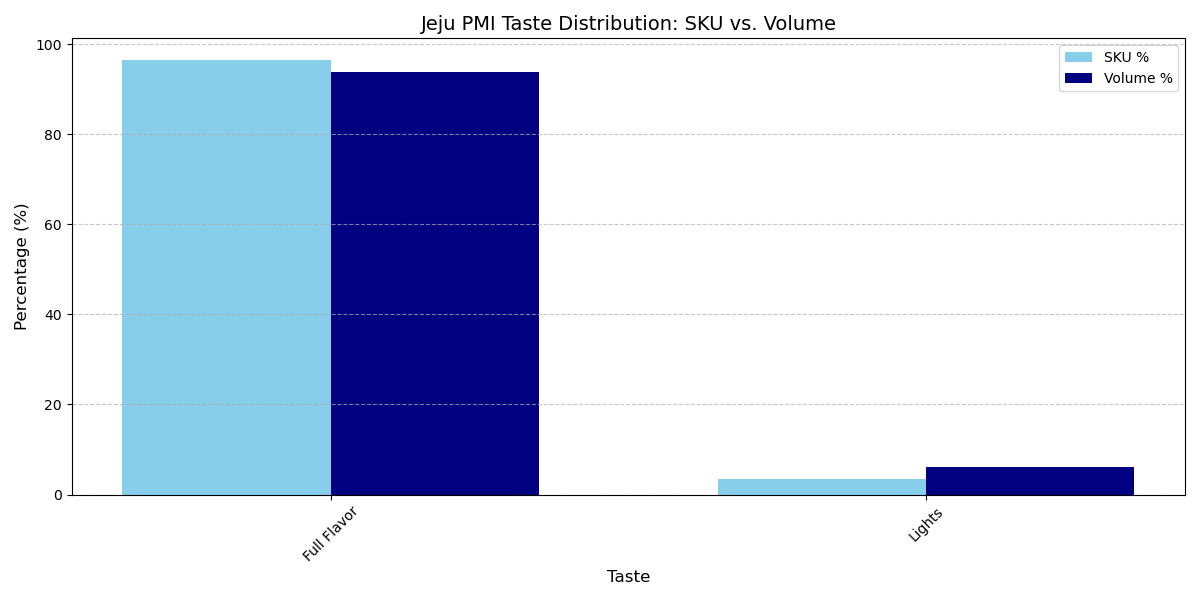 Jeju PMI Taste Distribution: SKU vs. Volume
SKU %
Volume %
Percentage (%)
100
80
60
40
20
0
Full Flavor
Lights
Taste